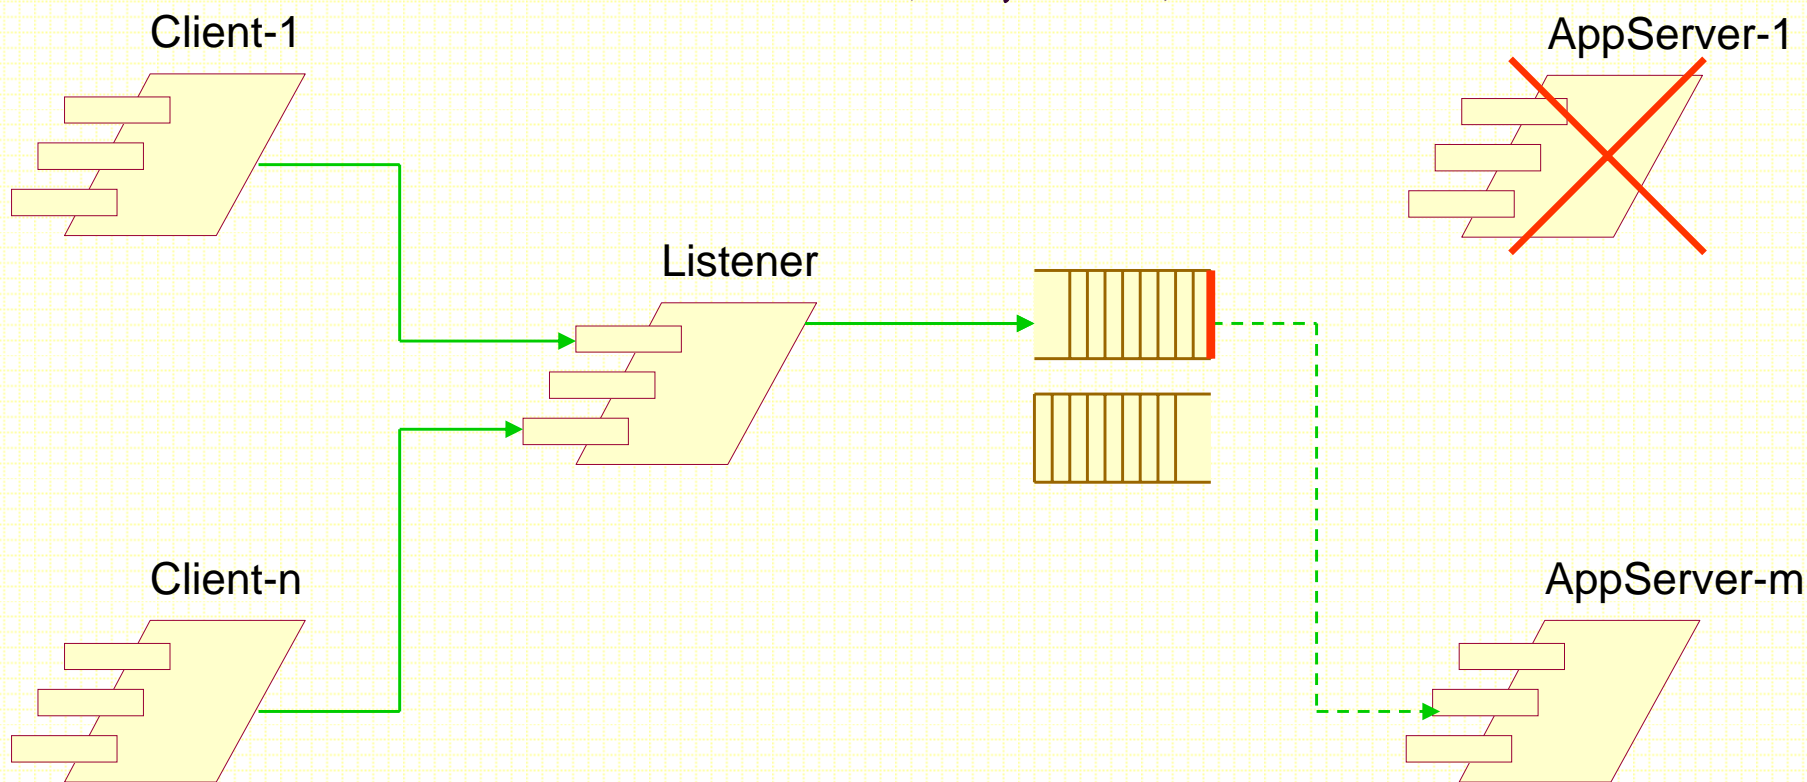 Client-1
AppServer-1
Listener
Client-n
AppServer-m